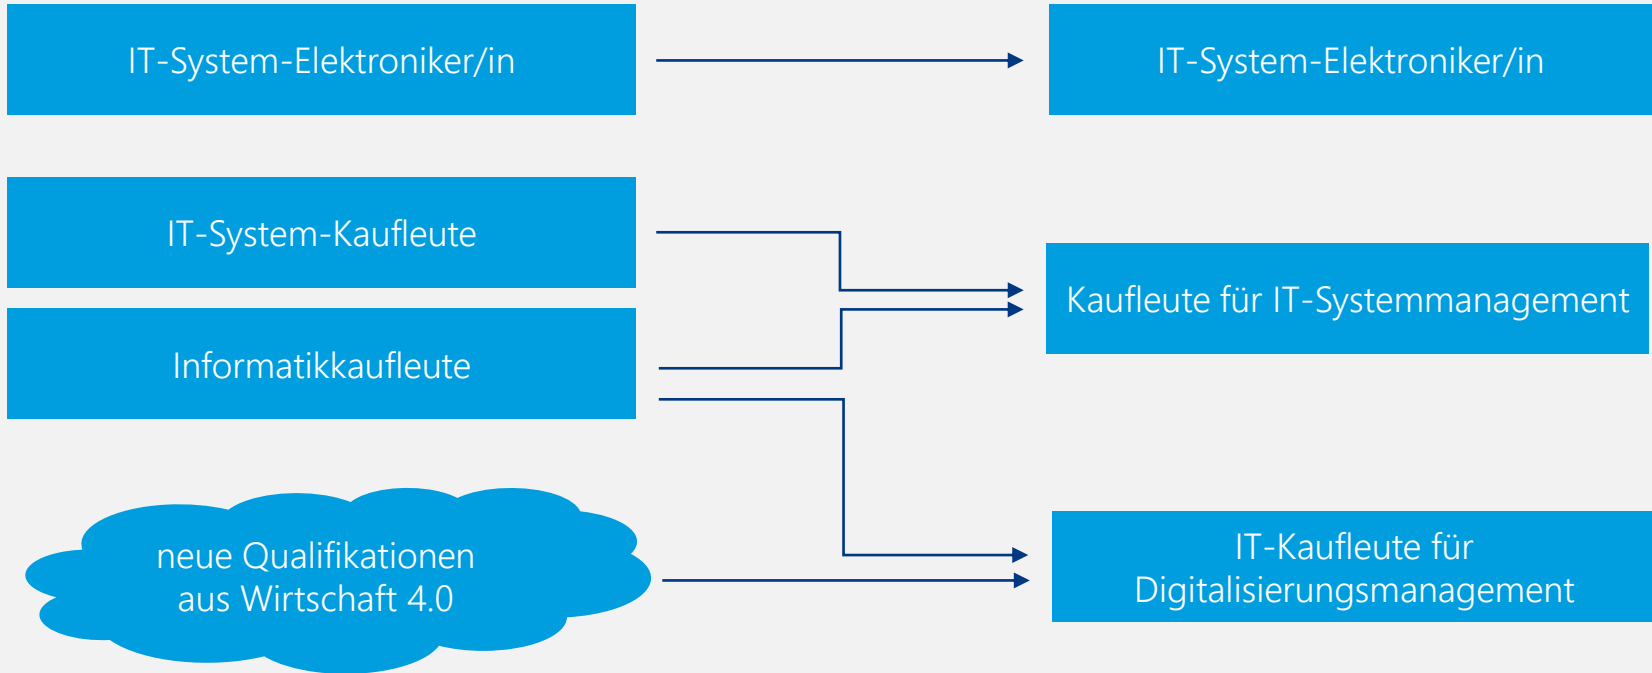 IT-System-Elektroniker/in
IT-System-Elektroniker/in
IT-System-Kaufleute
Kaufleute für IT-Systemmanagement
Informatikkaufleute
neue Qualifikationen
aus Wirtschaft 4.0
IT-Kaufleute für
Digitalisierungsmanagement